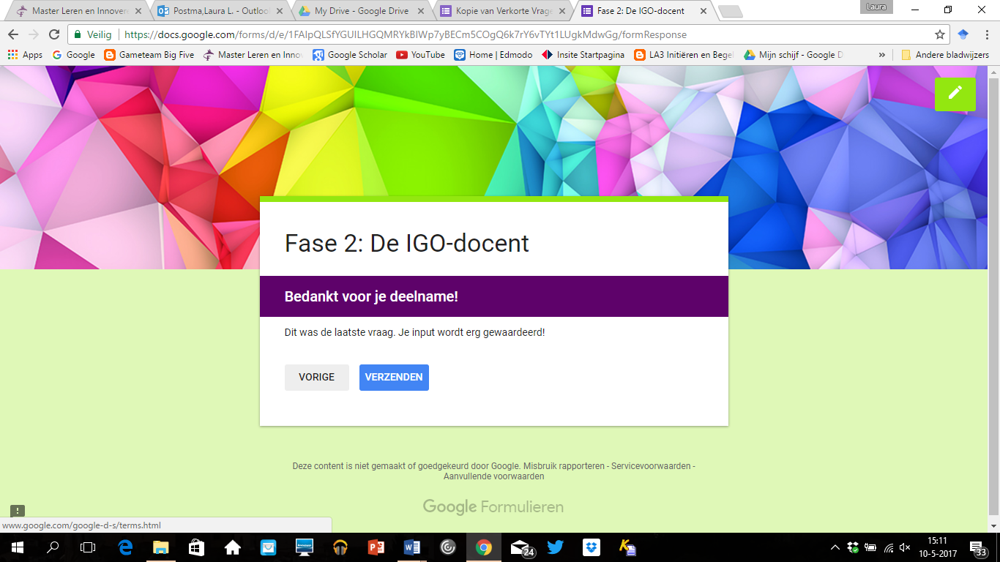 Master Leren en Innovere
Postma,Laura L. - Outloo
My Drive - Google Drive
Kopie van Verkorte Vrage
Fase 2: De IGO-docent
Laura
Veilig
https://docs.google.com/forms/d/e/1FAIpQLSfYGUILHGQMRYkBIWp7yBECm5COgQ6k7rY6vTYt1LUgkMdwGg/formResponse
Apps
Google
Gameteam Big Five
Master Leren en Inno
Google Scholar
YouTube
Home | Edmodo
Insite Startpagina
LA3 Initiëren en Bege
Mijn schijf - Google D
»
Andere bladwijzers
Fase 2: De IGO-docent
Bedankt voor je deelname!
Dit was de laatste vraag. Je input wordt erg gewaardeerd!
VORIGE
VERZENDEN
Deze content is niet gemaakt of goedgekeurd door Google. Misbruik rapporteren - Servicevoorwaarden -
Aanvullende voorwaarden
Google Formulieren
www.google.com/google-d-s/terms.html
24
15:11
10-5-2017
33